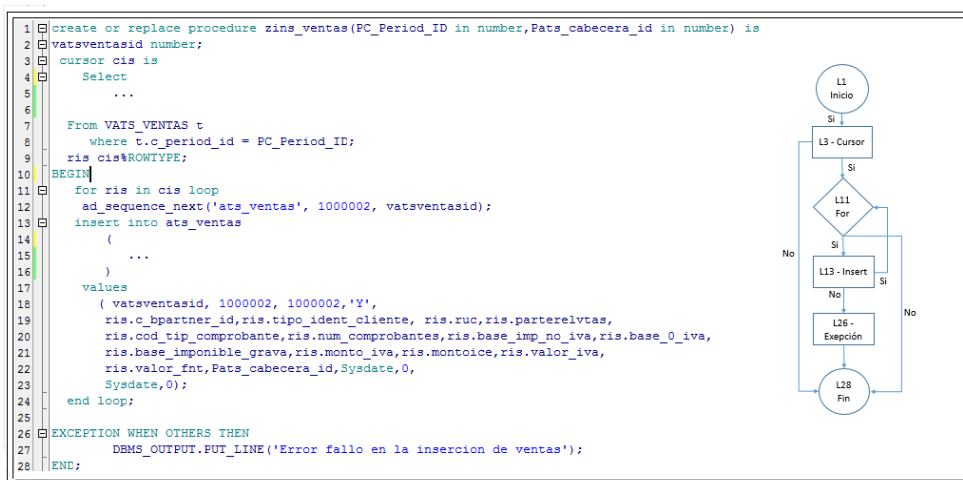 1 create or replace procedure zins_ventas(PC_Period_ID in number,Pats_cabecera_id in number) is
2 vatsventasid number;
3 cursor cis is
4 Select
5 ...
6
7 From VATS_VENTAS t
8 where t.c_period_id = PC_Period_ID;
9 ris cis%ROWTYPE;
10 BEGIN
11 for ris in cis loop
12 ad_sequence_next('ats_ventas', 1000002, vatsventasid);
13 insert into ats_ventas
14 (
15 ...
16 )
17 values
18 ( vatsventasid, 1000002, 1000002,'Y',
19 ris.c_bpartner_id,ris.tipo_ident_cliente, ris.ruc,ris.parterelvtas,
20 ris.cod_tip_comprobante,ris.num_comprobantes,ris.base_imp_no_iva,ris.base_0_iva,
21 ris.base_imponible_grava,ris.monto_iva,ris.montoice,ris.valor_iva,
22 ris.valor_fnt,Pats_cabecera_id,Sysdate,0,
23 Sysdate,0);
24 end loop;
25
26 EXCEPTION WHEN OTHERS THEN
27 DBMS_OUTPUT.PUT_LINE('Error fallo en la insercion de ventas');
28 END;
L1
Inicio
Si
L3 - Cursor
Si
L11
For
Si
No
L13 - Insert
Si
No
No
L26 -
Exepción
L28
Fin